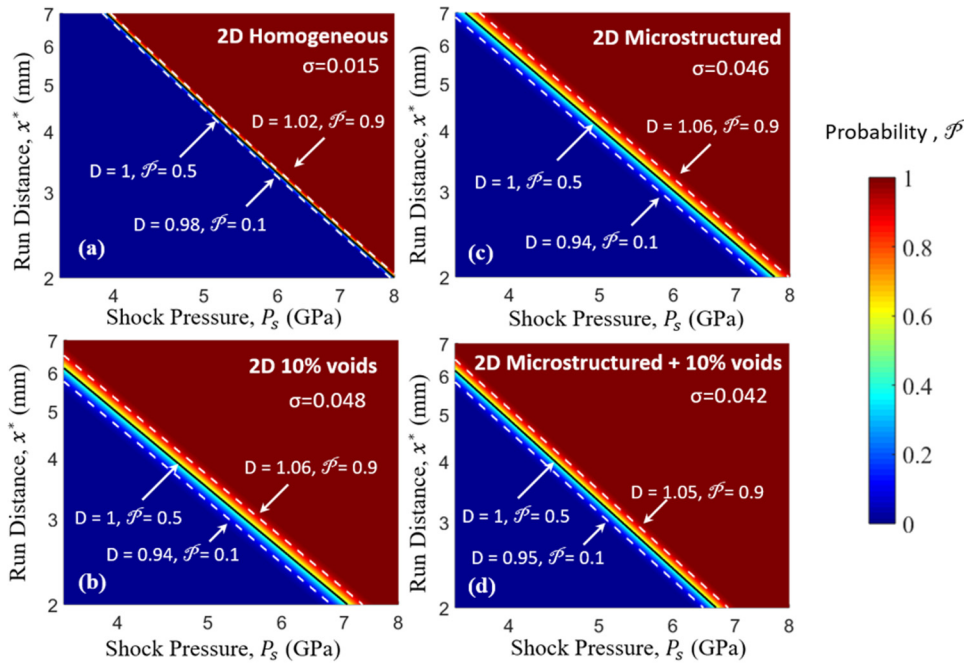 2D Homogeneous
σ=0.015
D = 1.02, 𝒫= 0.9
D = 1, 𝒫= 0.5
D = 0.98, 𝒫= 0.1
(a)
7
6
5
4
3
2
4
5
6
7
8
Run Distance, x* (mm)
Shock Pressure, Pₛ (GPa)
2D Microstructured
σ=0.046
D = 1.06, 𝒫= 0.9
D = 1, 𝒫= 0.5
D = 0.94, 𝒫= 0.1
(c)
7
6
5
4
3
2
4
5
6
7
8
Run Distance, x* (mm)
Shock Pressure, Pₛ (GPa)
Probability , 𝒫
1
0.8
0.6
0.4
0.2
0
2D 10% voids
σ=0.048
D = 1.06, 𝒫= 0.9
D = 1, 𝒫= 0.5
D = 0.94, 𝒫= 0.1
(b)
7
6
5
4
3
2
4
5
6
7
8
Run Distance, x* (mm)
Shock Pressure, Pₛ (GPa)
2D Microstructured + 10% voids
σ=0.042
D = 1.05, 𝒫= 0.9
D = 1, 𝒫= 0.5
D = 0.95, 𝒫= 0.1
(d)
7
6
5
4
3
2
4
5
6
7
8
Run Distance, x* (mm)
Shock Pressure, Pₛ (GPa)